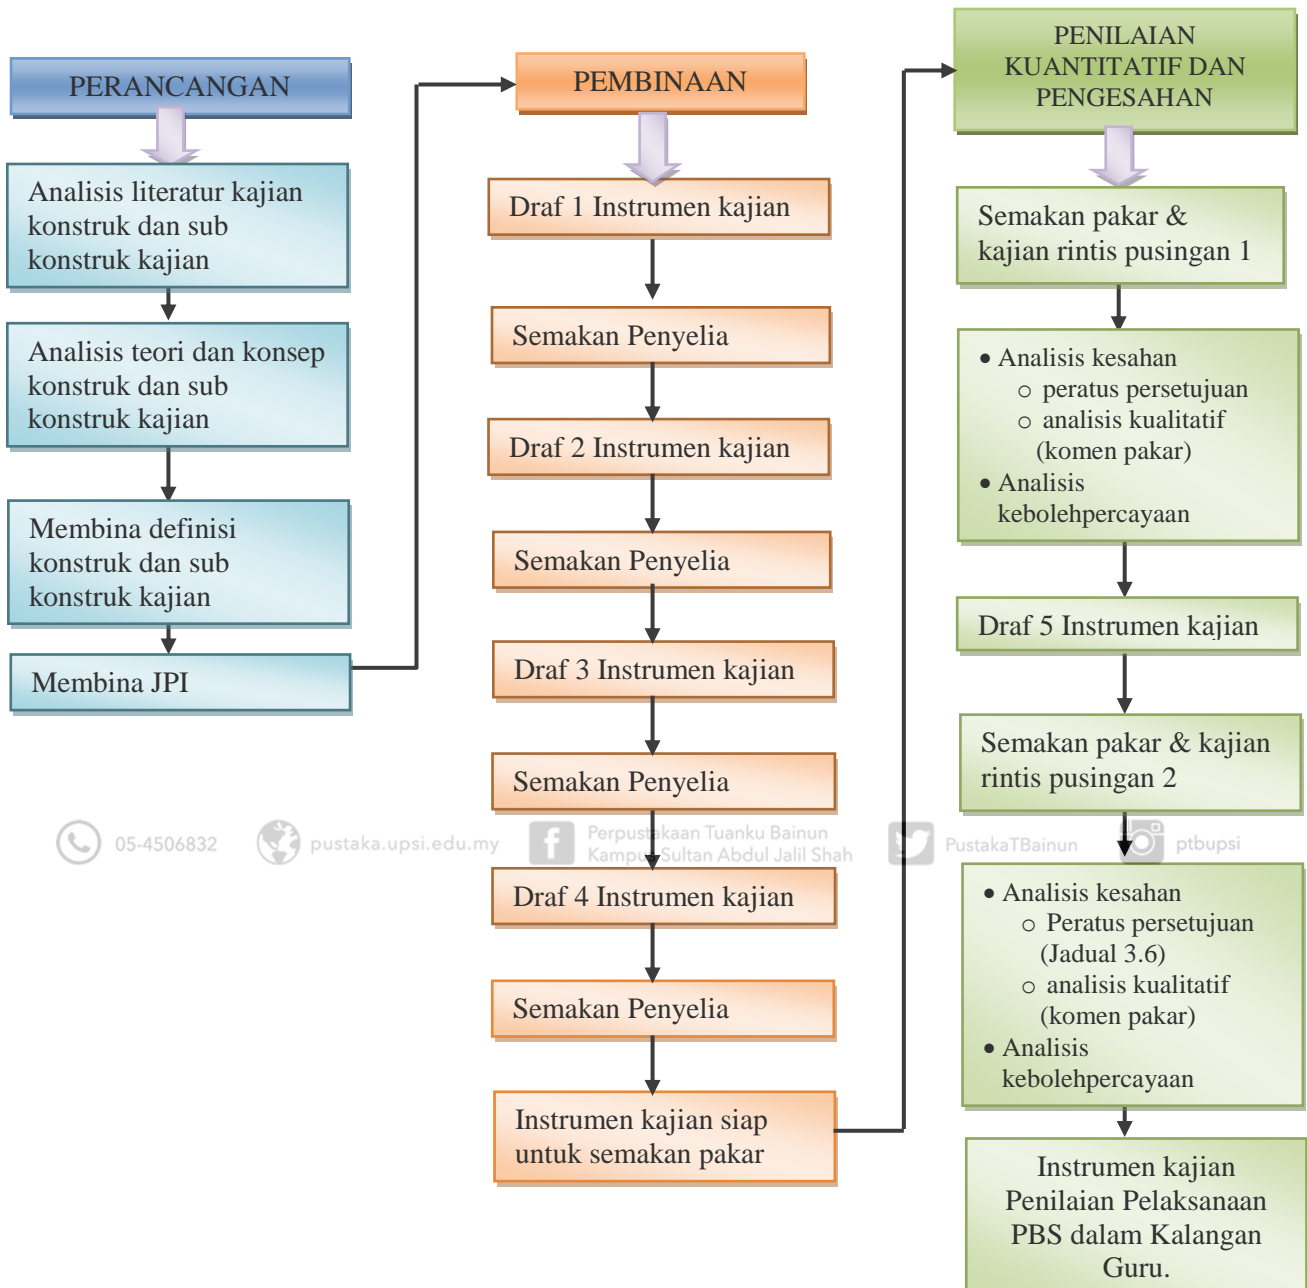 PERANCANGAN
Analisis literatur kajian
konstruk dan sub
konstruk kajian
Analisis teori dan konsep
konstruk dan sub
konstruk kajian
Membina definisi
konstruk dan sub
konstruk kajian
Membina JPI
PEMBINAAN
Draf 1 Instrumen kajian
Semakan Penyelia
Draf 2 Instrumen kajian
Semakan Penyelia
Draf 3 Instrumen kajian
Semakan Penyelia
Draf 4 Instrumen kajian
Semakan Penyelia
Instrumen kajian siap
untuk semakan pakar
PENILAIAN
KUANTITATIF DAN
PENGESAHAN
Semakan pakar &
kajian rintis pusingan 1
• Analisis kesahan
o peratus persetujuan
o analisis kualitatif
(komen pakar)
• Analisis
kebolehpercayaan
Draf 5 Instrumen kajian
Semakan pakar & kajian
rintis pusingan 2
• Analisis kesahan
o Peratus persetujuan
(Jadual 3.6)
o analisis kualitatif
(komen pakar)
• Analisis
kebolehpercayaan
Instrumen kajian
Penilaian Pelaksanaan
PBS dalam Kalangan
Guru.
05-4506832
pustaka.upsi.edu.my
Perpustakaan Tuanku Bainun
Kampus Sultan Abdul Jalil Shah
PustakaTBainun
ptbupsi